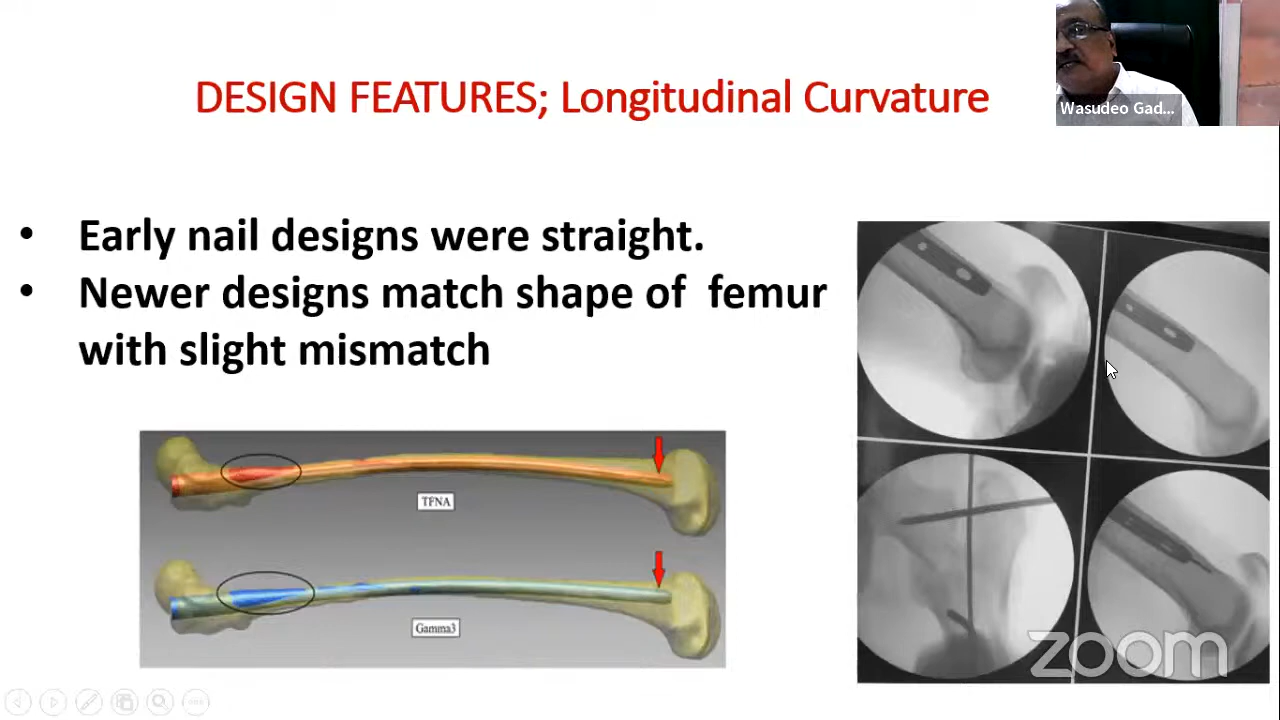 DESIGN FEATURES; Longitudinal Curvature
Wasudeo Gad...
• Early nail designs were straight.
• Newer designs match shape of femur
with slight mismatch
TFNA
Gamma3
zoom